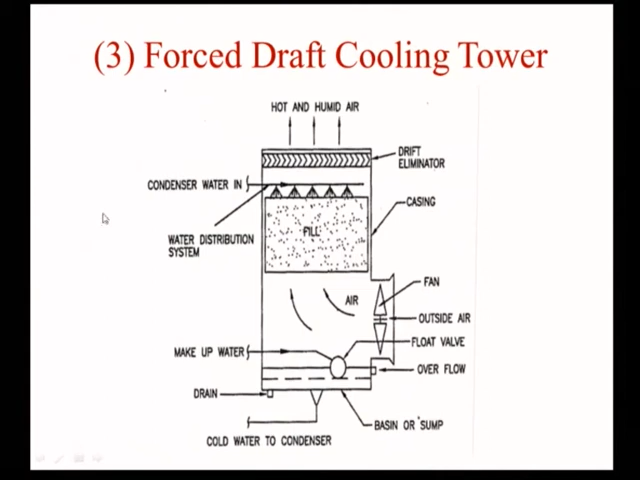 (3) Forced Draft Cooling Tower
HOT AND HUMID AIR
DRIFT
ELIMINATOR
CONDENSER WATER IN
CASING
WATER DISTRIBUTION
SYSTEM
FILL
FAN
AIR
OUTSIDE AIR
FLOAT VALVE
MAKE UP WATER
OVER FLOW
DRAIN
BASIN OR SUMP
COLD WATER TO CONDENSER